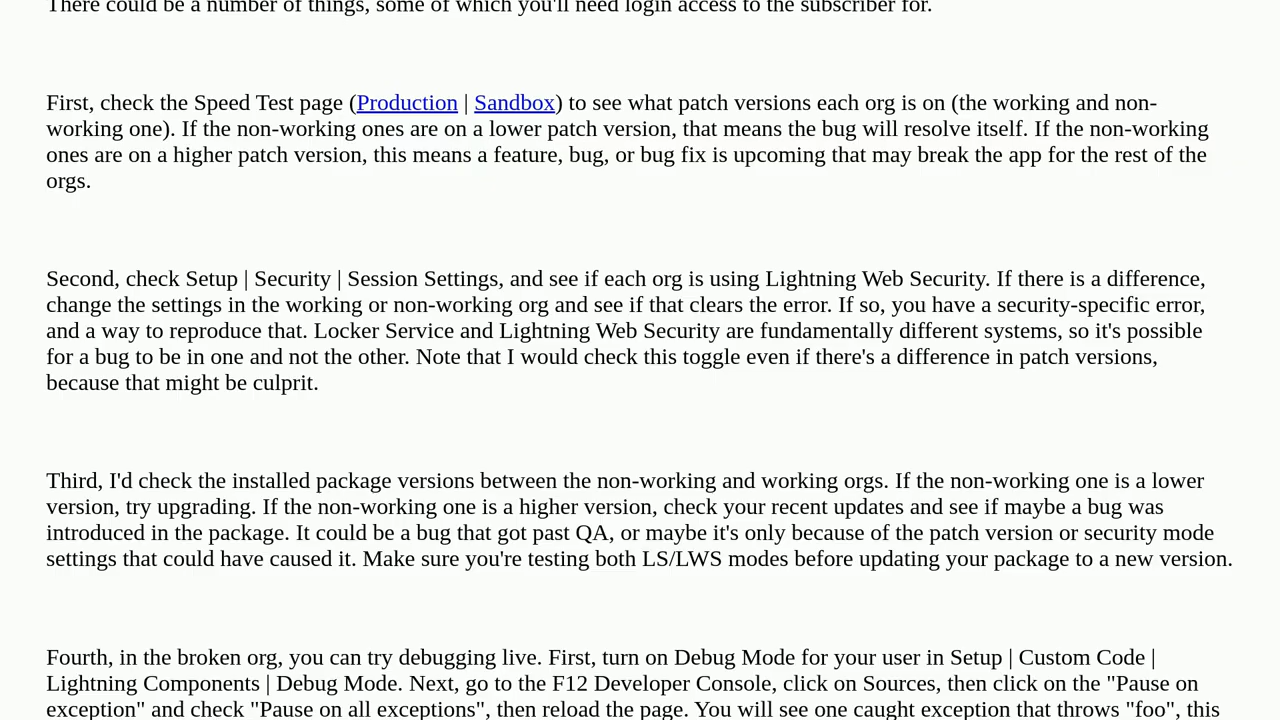 There could be a number of things, some of which you'll need login access to the subscriber for.
First, check the Speed Test page (Production | Sandbox) to see what patch versions each org is on (the working and non-
working one). If the non-working ones are on a lower patch version, that means the bug will resolve itself. If the non-working
ones are on a higher patch version, this means a feature, bug, or bug fix is upcoming that may break the app for the rest of the
orgs.
Second, check Setup | Security | Session Settings, and see if each org is using Lightning Web Security. If there is a difference,
change the settings in the working or non-working org and see if that clears the error. If so, you have a security-specific error,
and a way to reproduce that. Locker Service and Lightning Web Security are fundamentally different systems, so it's possible
for a bug to be in one and not the other. Note that I would check this toggle even if there's a difference in patch versions,
because that might be culprit.
Third, I'd check the installed package versions between the non-working and working orgs. If the non-working one is a lower
version, try upgrading. If the non-working one is a higher version, check your recent updates and see if maybe a bug was
introduced in the package. It could be a bug that got past QA, or maybe it's only because of the patch version or security mode
settings that could have caused it. Make sure you're testing both LS/LWS modes before updating your package to a new version.
Fourth, in the broken org, you can try debugging live. First, turn on Debug Mode for your user in Setup | Custom Code |
Lightning Components | Debug Mode. Next, go to the F12 Developer Console, click on Sources, then click on the "Pause on
exception" and check "Pause on all exceptions", then reload the page. You will see one caught exception that throws "foo", this